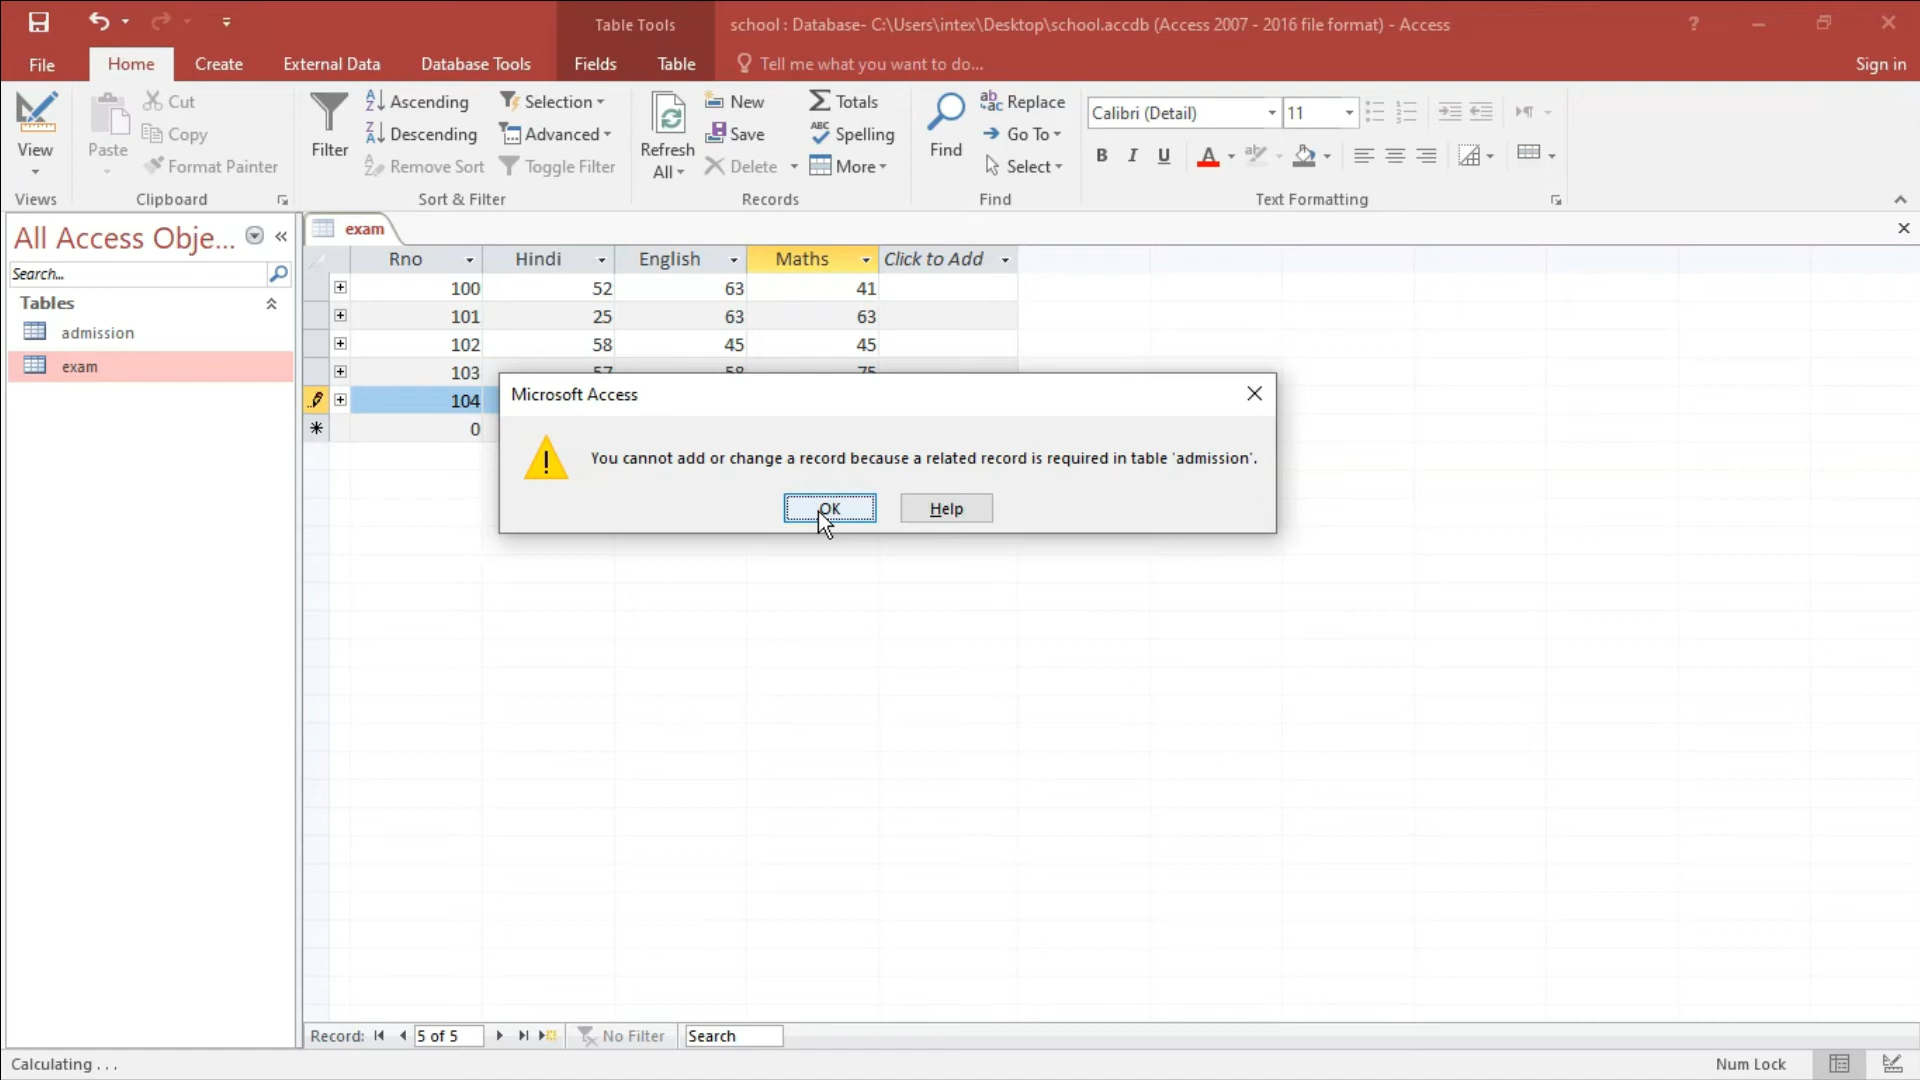 Table Tools
school : Database- C:\Users\intex\Desktop\school.accdb (Access 2007 - 2016 file format) - Access
?
File
Home
Create
External Data
Database Tools
Fields
Table
Tell me what you want to do...
Sign in
View
Paste
Cut
Copy
Format Painter
Filter
Ascending
Descending
Remove Sort
Selection
Advanced
Toggle Filter
Refresh
All
New
Save
Delete
Totals
Spelling
More
Find
Replace
Go To
Select
Calibri (Detail)
11
B I U A
Views
Clipboard
Sort & Filter
Records
Find
Text Formatting
All Access Obje...
Search...
Tables
admission
exam
exam
Rno Hindi English Maths Click to Add
100 52 63 41
101 25 63 63
102 58 45 45
103 57 58 75
104
0
Microsoft Access
You cannot add or change a record because a related record is required in table 'admission'.
OK
Help
Record: 5 of 5 No Filter Search
Calculating . . .
Num Lock